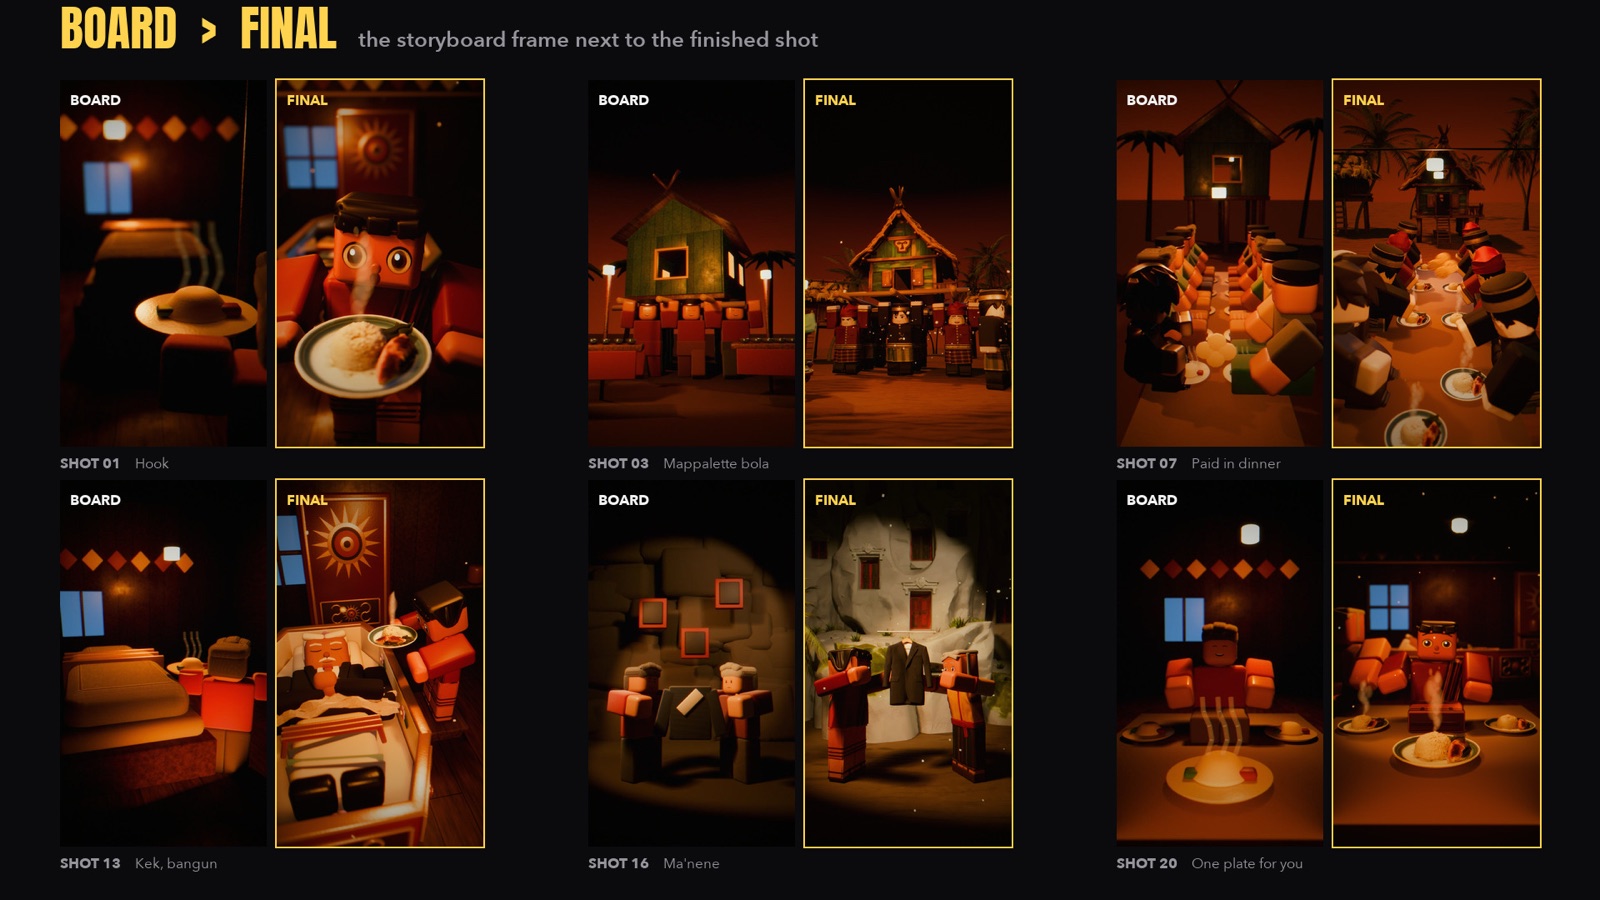 BOARD > FINAL the storyboard frame next to the finished shot
BOARD
FINAL
SHOT 01 Hook
BOARD
FINAL
SHOT 03 Mappalette bola
BOARD
FINAL
SHOT 07 Paid in dinner
BOARD
FINAL
SHOT 13 Kek, bangun
BOARD
FINAL
SHOT 16 Ma'nene
BOARD
FINAL
SHOT 20 One plate for you